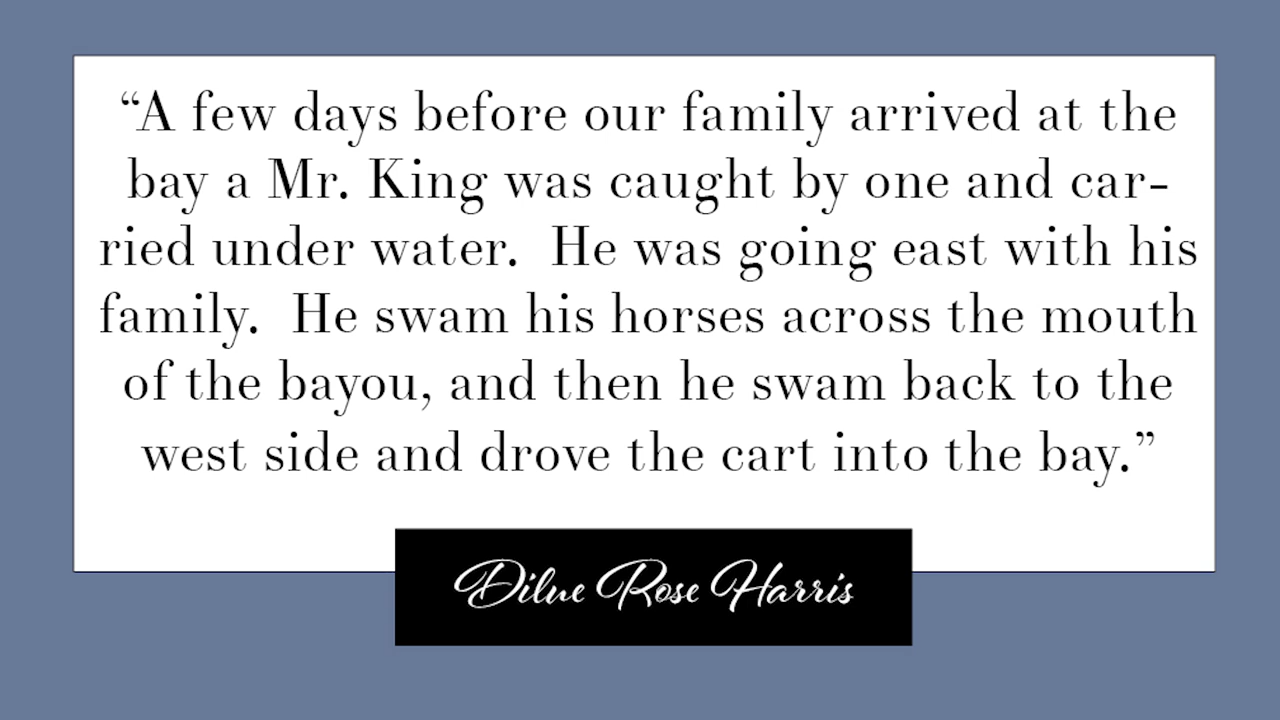 “A few days before our family arrived at the
bay a Mr. King was caught by one and car-
ried under water.  He was going east with his
family.  He swam his horses across the mouth
of the bayou, and then he swam back to the
west side and drove the cart into the bay.”
Dilue Rose Harris